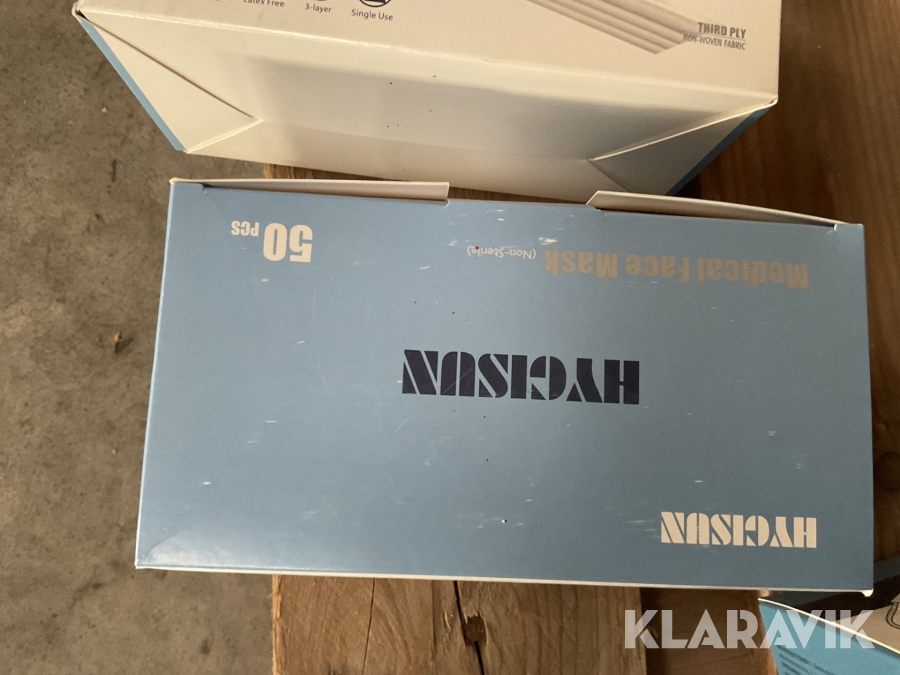 Latex Free
3-layer
Single Use
THIRD PLY
NON-WOVEN FABRIC
50 PCS
Medical Face Mask
(Non-Sterile)
HYGISUN
HYGISUN
KLARAVIK